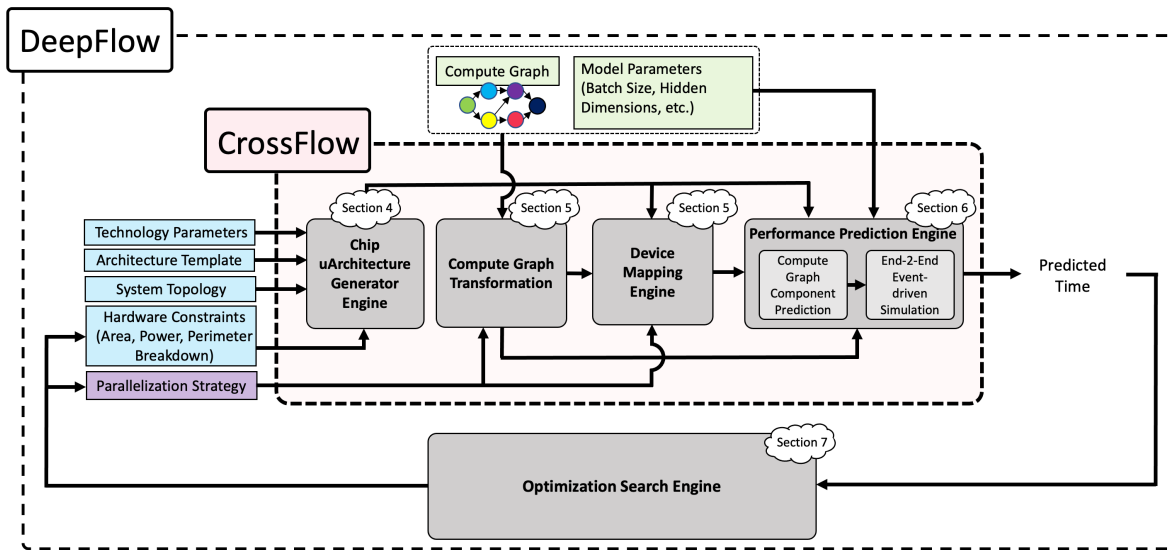 DeepFlow
Compute Graph
Model Parameters
(Batch Size, Hidden
Dimensions, etc.)
CrossFlow
Section 4
Section 5
Section 5
Section 6
Technology Parameters
Architecture Template
System Topology
Hardware Constraints
(Area, Power, Perimeter
Breakdown)
Parallelization Strategy
Chip
uArchitecture
Generator
Engine
Compute Graph
Transformation
Device
Mapping
Engine
Performance Prediction Engine
Compute
Graph
Component
Prediction
End-2-End
Event-
driven
Simulation
Predicted
Time
Section 7
Optimization Search Engine